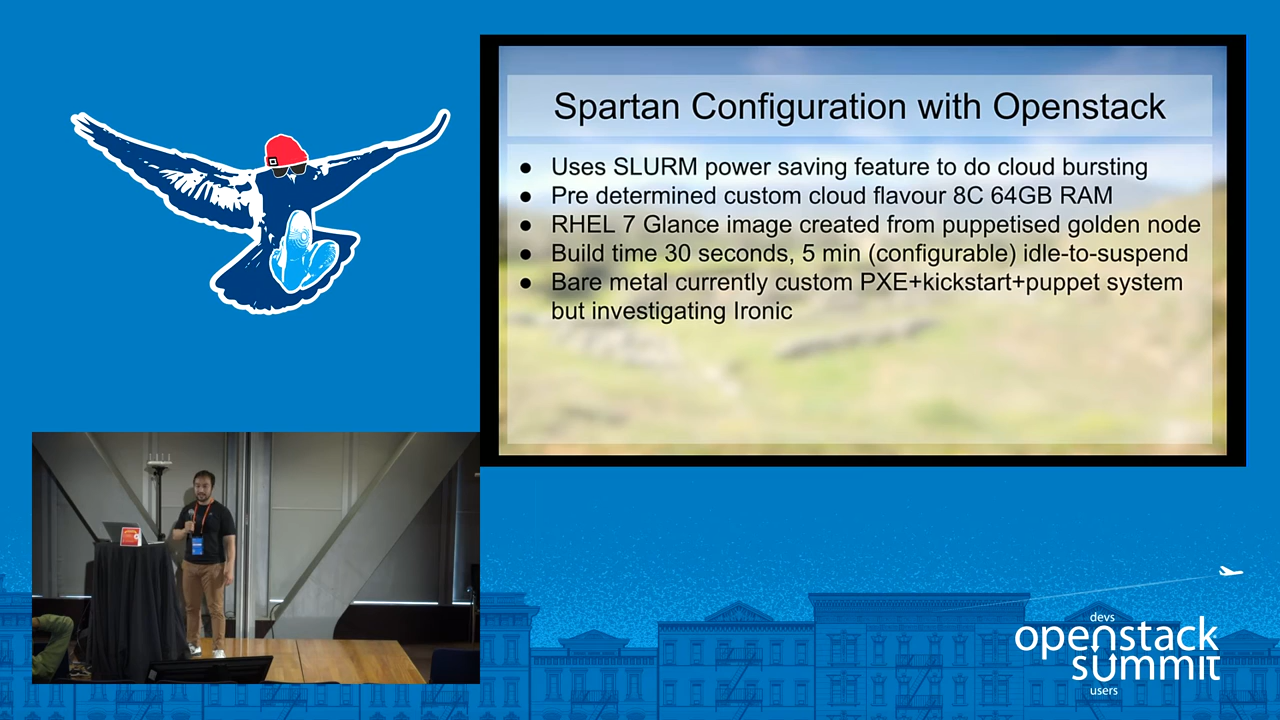 Spartan Configuration with Openstack
● Uses SLURM power saving feature to do cloud bursting
● Pre determined custom cloud flavour 8C 64GB RAM
● RHEL 7 Glance image created from puppetised golden node
● Build time 30 seconds, 5 min (configurable) idle-to-suspend
● Bare metal currently custom PXE+kickstart+puppet system
but investigating Ironic
devs
openstack
summit
users